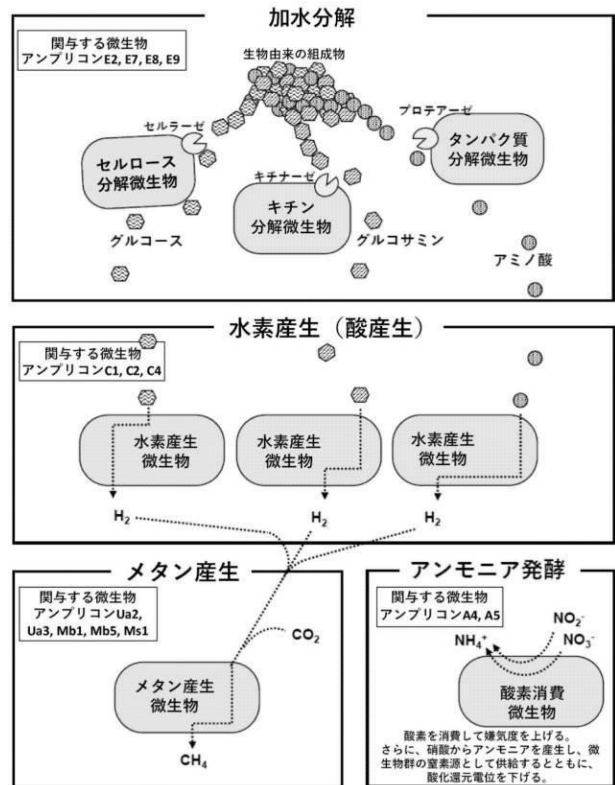 加水分解
関与する微生物
アンプリコンE2, E7, E8, E9
生物由来の組成物
セルラーゼ
プロテアーゼ
セルロース
分解微生物
タンパク質
分解微生物
キチナーゼ
キチン
分解微生物
グルコース
グルコサミン
アミノ酸
水素産生（酸産生）
関与する微生物
アンプリコンC1, C2, C4
水素産生
微生物
水素産生
微生物
水素産生
微生物
H2
H2
H2
メタン産生
関与する微生物
アンプリコンUa2,
Ua3, Mb1, Mb5, Ms1
CO2
メタン産生
微生物
CH4
アンモニア発酵
関与する微生物
アンプリコンA4, A5
NO2-
NH4+
NO3-
酸素消費
微生物
酸素を消費して嫌気度を上げる。
さらに、硝酸からアンモニアを産生し、微
生物群の窒素源として供給するとともに、
酸化還元電位を下げる。